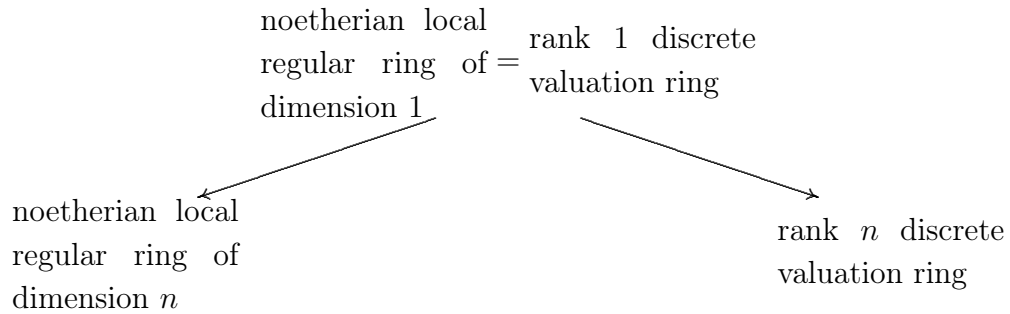 noetherian local
regular ring of
dimension 1
=
rank 1 discrete
valuation ring
noetherian local
regular ring of
dimension n
rank n discrete
valuation ring